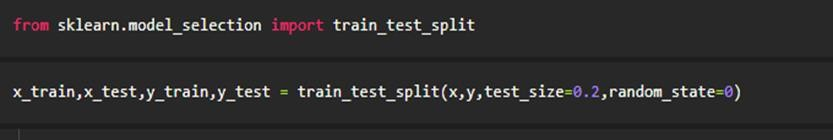 from sklearn.model_selection import train_test_split
x_train,x_test,y_train,y_test = train_test_split(x,y,test_size=0.2,random_state=0)